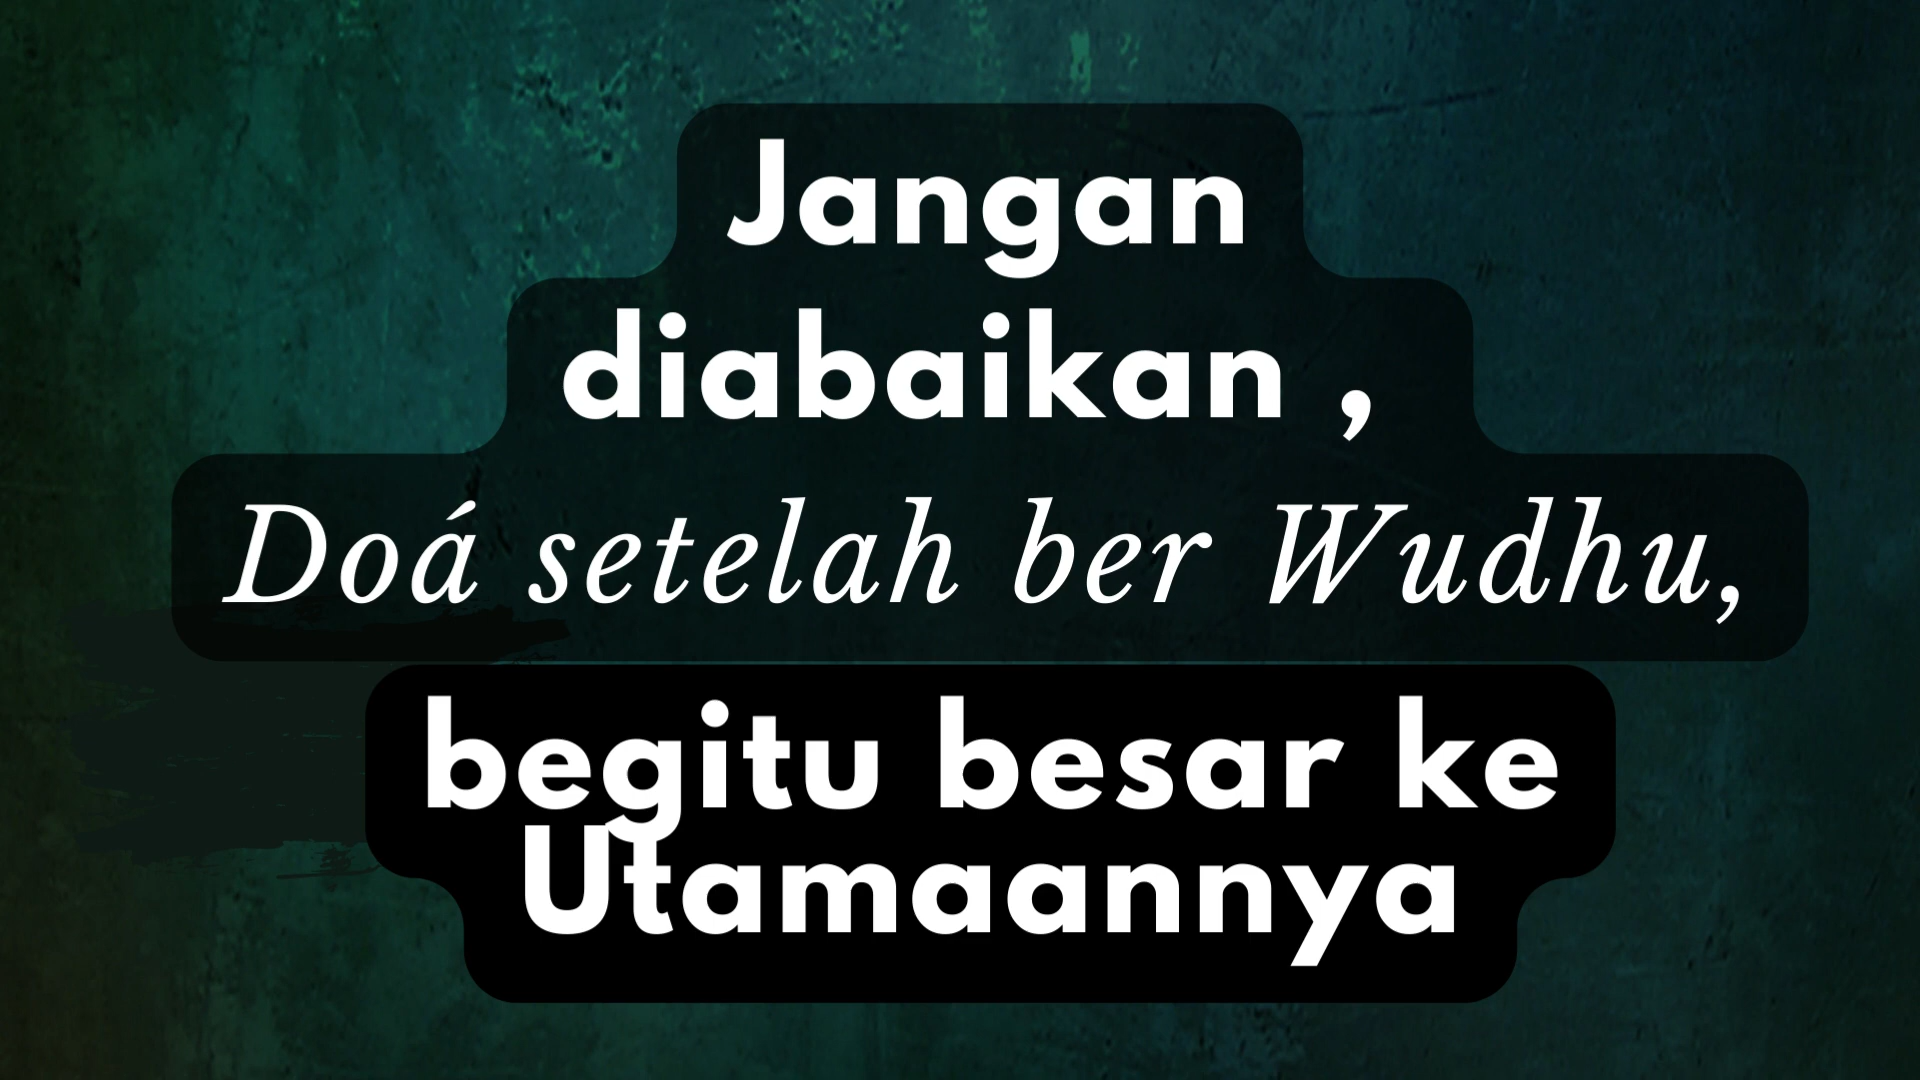 Jangan
diabaikan ,
Doá setelah ber Wudhu,
begitu besar ke
Utamaannya